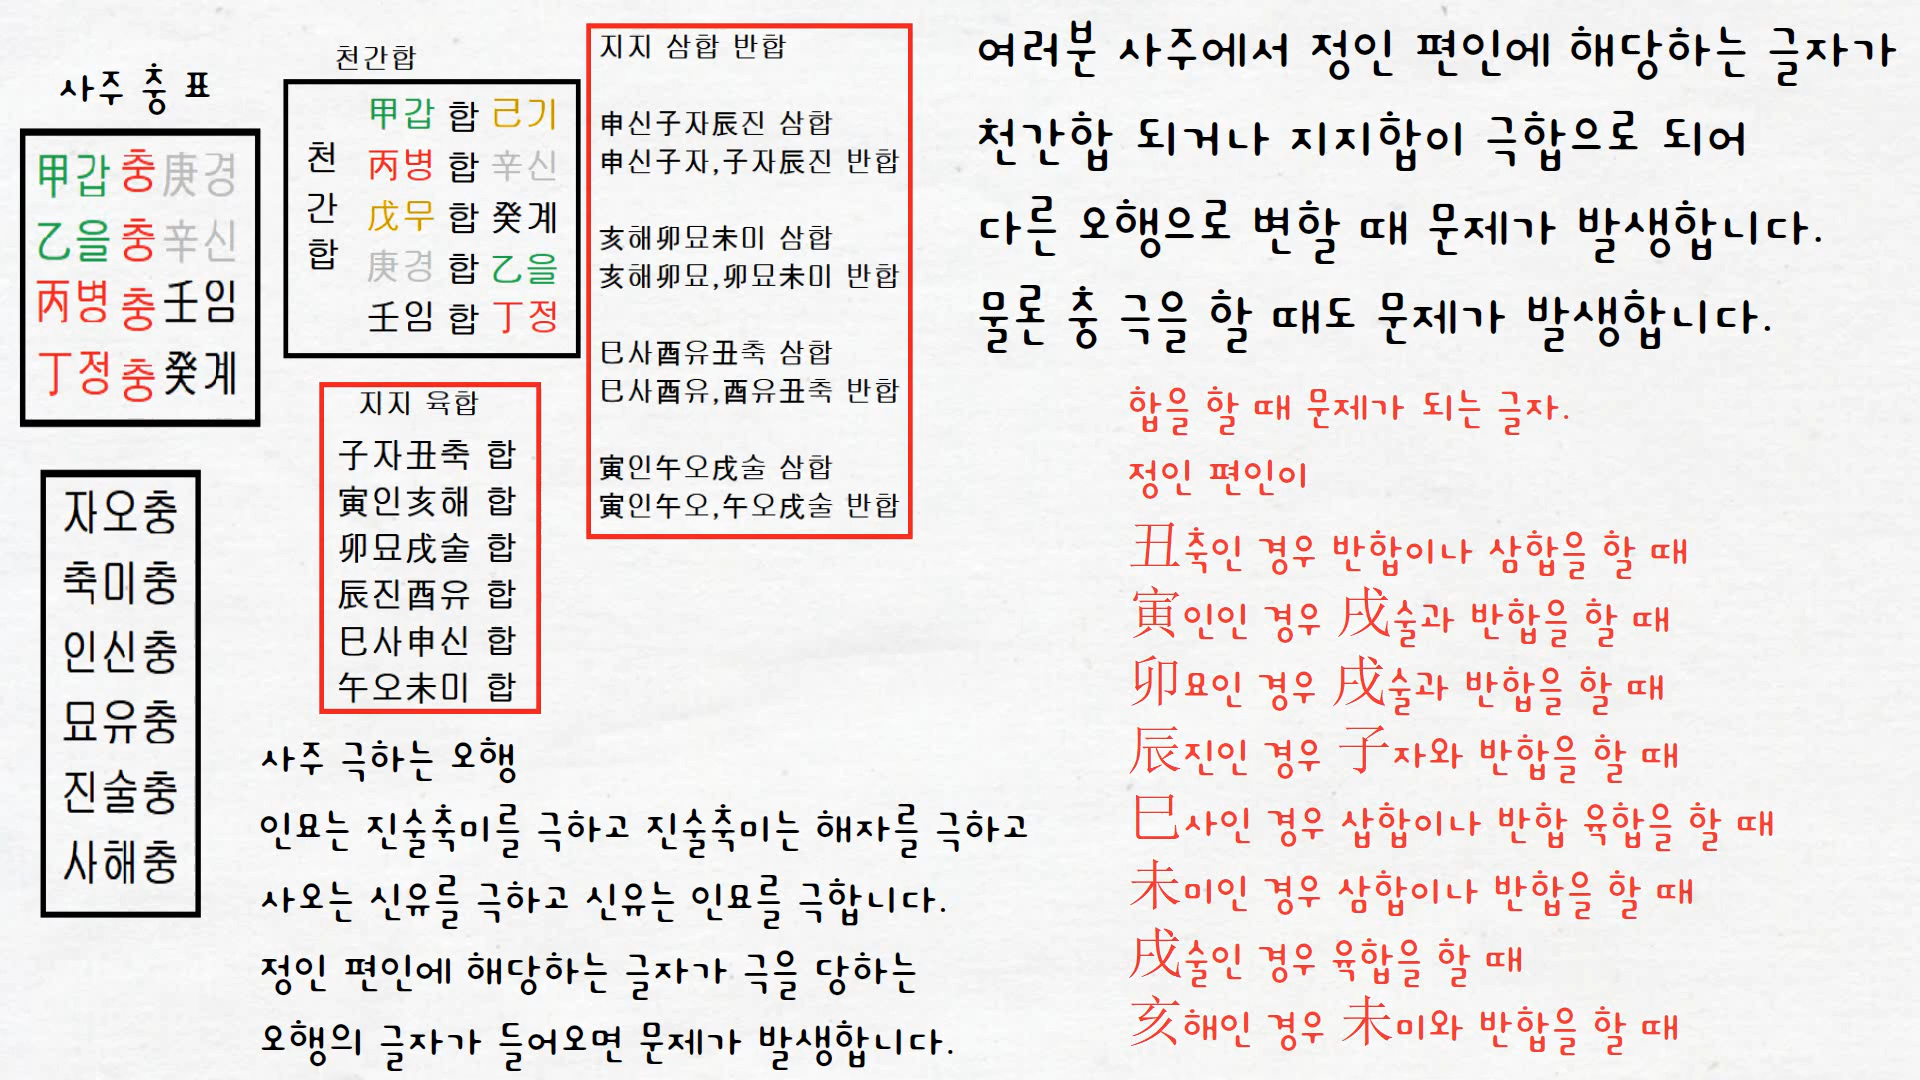 사주 충 표
甲갑 충 庚경
乙을 충 辛신
丙병 충 壬임
丁정 충 癸계
자오충
축미충
인신충
묘유충
진술충
사해충
천간합
천간합
甲갑 합 己기
丙병 합 辛신
戊무 합 癸계
庚경 합 乙을
壬임 합 丁정
지지 육합
子자丑축 합
寅인亥해 합
卯묘戌술 합
辰진酉유 합
巳사申신 합
午오未미 합
지지 삼합 반합
申신子자辰진 삼합
申신子자,子자辰진 반합
亥해卯묘未미 삼합
亥해卯묘,卯묘未미 반합
巳사酉유丑축 삼합
巳사酉유,酉유丑축 반합
寅인午오戌술 삼합
寅인午오,午오戌술 반합
사주 극하는 오행
인묘는 진술축미를 극하고 진술축미는 해자를 극하고
사오는 신유를 극하고 신유는 인묘를 극합니다.
정인 편인에 해당하는 글자가 극을 당하는
오행의 글자가 들어오면 문제가 발생합니다.
여러분 사주에서 정인 편인에 해당하는 글자가
천간합 되거나 지지합이 극합으로 되어
다른 오행으로 변할 때 문제가 발생합니다.
물론 충 극을 할 때도 문제가 발생합니다.
합을 할 때 문제가 되는 글자.
정인 편인이
丑축인 경우 반합이나 삼합을 할 때
寅인인 경우 戌술과 반합을 할 때
卯묘인 경우 戌술과 반합을 할 때
辰진인 경우 子자와 반합을 할 때
巳사인 경우 삽합이나 반합 육합을 할 때
未미인 경우 삼합이나 반합을 할 때
戌술인 경우 육합을 할 때
亥해인 경우 未미와 반합을 할 때